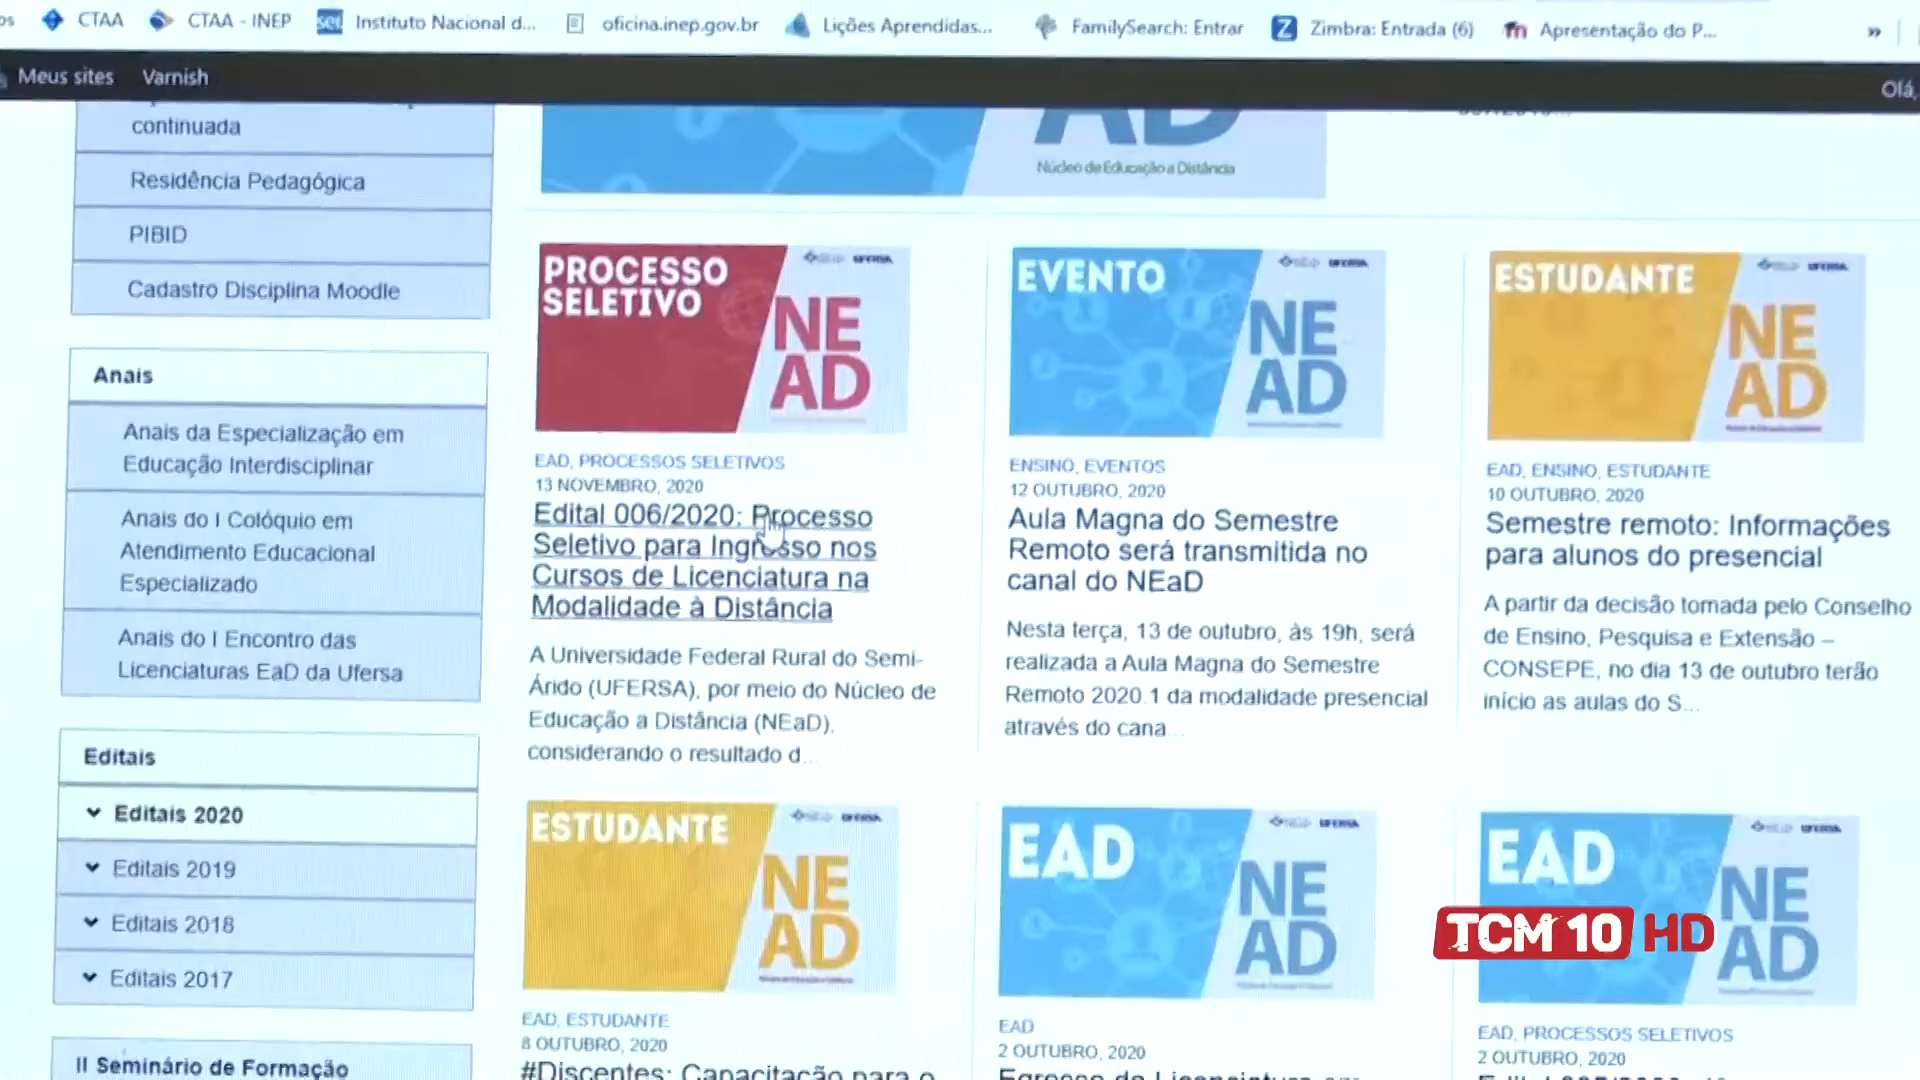 CTAA
CTAA - INEP
Instituto Nacional d...
oficina.inep.gov.br
Lições Aprendidas...
FamilySearch: Entrar
Zimbra: Entrada (6)
Apresentação do P...
»
Meus sites
Varnish
Olá,
continuada
Residência Pedagógica
PIBID
Cadastro Disciplina Moodle
Anais
Anais da Especialização em
Educação Interdisciplinar
Anais do I Colóquio em
Atendimento Educacional
Especializado
Anais do I Encontro das
Licenciaturas EaD da Ufersa
Editais
Editais 2020
Editais 2019
Editais 2018
Editais 2017
II Seminário de Formação
AD
Núcleo de Educação a Distância
PROCESSO
SELETIVO
UFERSA
NE
AD
EAD, PROCESSOS SELETIVOS
13 NOVEMBRO, 2020
Edital 006/2020: Processo
Seletivo para Ingresso nos
Cursos de Licenciatura na
Modalidade à Distância
A Universidade Federal Rural do Semi-
Árido (UFERSA), por meio do Núcleo de
Educação a Distância (NEaD),
considerando o resultado d...
EVENTO
UFERSA
NE
AD
ENSINO, EVENTOS
12 OUTUBRO, 2020
Aula Magna do Semestre
Remoto será transmitida no
canal do NEaD
Nesta terça, 13 de outubro, às 19h, será
realizada a Aula Magna do Semestre
Remoto 2020.1 da modalidade presencial
através do cana...
ESTUDANTE
UFERSA
NE
AD
EAD, ENSINO, ESTUDANTE
10 OUTUBRO, 2020
Semestre remoto: Informações
para alunos do presencial
A partir da decisão tomada pelo Conselho
de Ensino, Pesquisa e Extensão –
CONSEPE, no dia 13 de outubro terão
início as aulas do S...
ESTUDANTE
UFERSA
NE
AD
EAD, ESTUDANTE
8 OUTUBRO, 2020
#Discentes: Capacitação para o
EAD
UFERSA
NE
AD
EAD
2 OUTUBRO, 2020
EAD
UFERSA
NE
AD
EAD, PROCESSOS SELETIVOS
2 OUTUBRO, 2020
TCM 10 HD